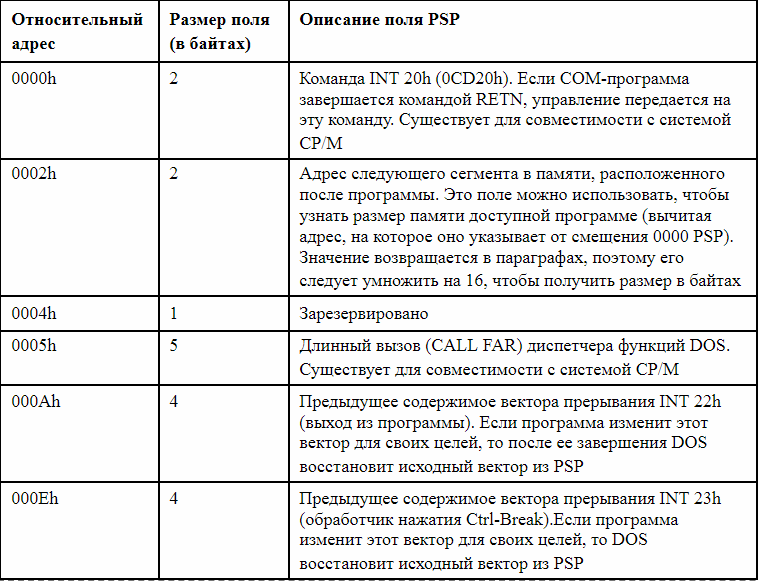 Относительный адрес
Размер поля (в байтах)
Описание поля PSP
0000h
2
Команда INT 20h (0CD20h). Если COM-программа
завершается командой RETN, управление передается на
эту команду. Существует для совместимости с системой
CP/M
0002h
2
Адрес следующего сегмента в памяти, расположенного
после программы. Это поле можно использовать, чтобы
узнать размер памяти доступной программе (вычитая
адрес, на которое оно указывает от смещения 0000 PSP).
Значение возвращается в параграфах, поэтому его
следует умножить на 16, чтобы получить размер в байтах
0004h
1
Зарезервировано
0005h
5
Длинный вызов (CALL FAR) диспетчера функций DOS.
Существует для совместимости с системой CP/M
000Ah
4
Предыдущее содержимое вектора прерывания INT 22h
(выход из программы). Если программа изменит этот
вектор для своих целей, то после ее завершения DOS
восстановит исходный вектор из PSP
000Eh
4
Предыдущее содержимое вектора прерывания INT 23h
(обработчик нажатия Ctrl-Break).Если программа
изменит этот вектор для своих целей, то DOS
восстановит исходный вектор из PSP